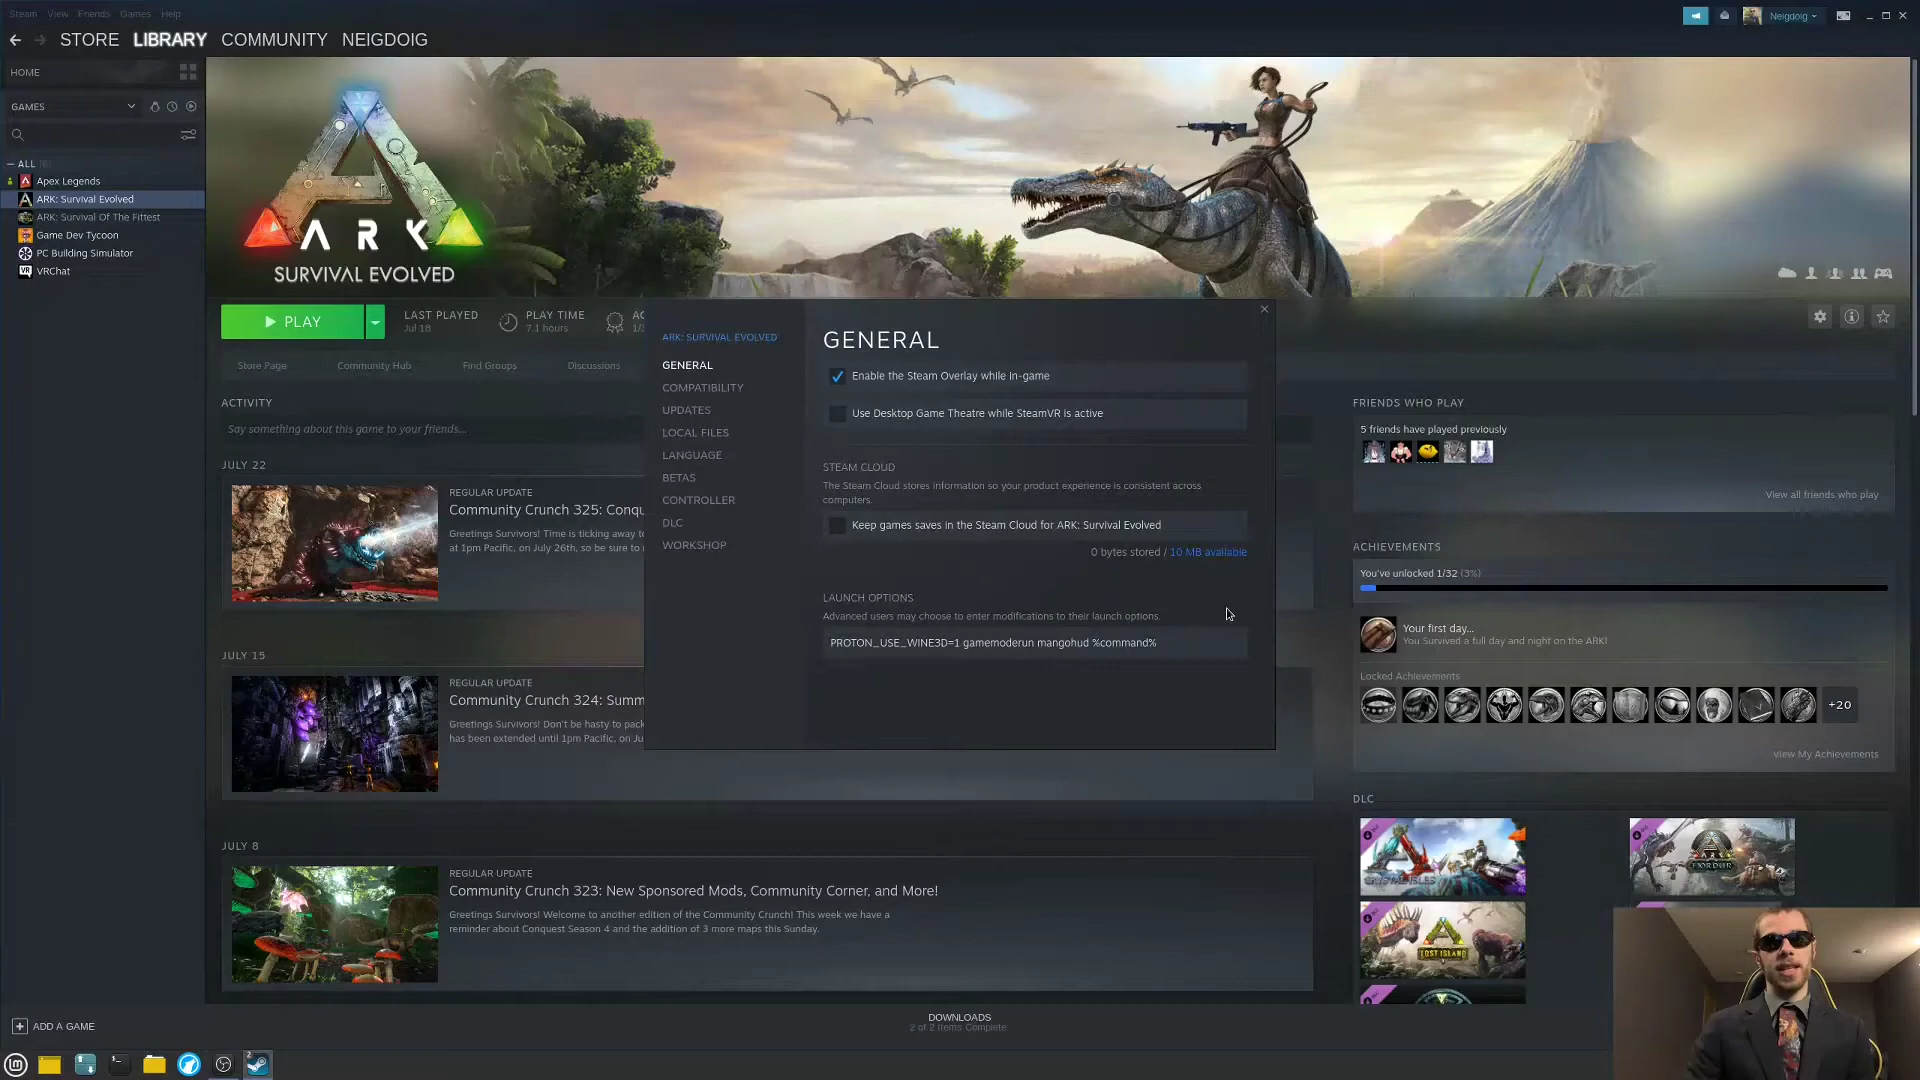 Steam View Friends Games Help
Neigdoig
STORE LIBRARY COMMUNITY NEIGDOIG
HOME
GAMES
ALL (6)
Apex Legends
ARK: Survival Evolved
ARK: Survival Of The Fittest
Game Dev Tycoon
PC Building Simulator
VRChat
ADD A GAME
ARK
SURVIVAL EVOLVED
PLAY
LAST PLAYED
Jul 18
PLAY TIME
7.1 hours
Store Page Community Hub Find Groups Discussions
ACTIVITY
Say something about this game to your friends...
JULY 22
REGULAR UPDATE
Community Crunch 325: Conqu
Greetings Survivors! Time is ticking away to
at 1pm Pacific, on July 26th, so be sure to
JULY 15
REGULAR UPDATE
Community Crunch 324: Summ
Greetings Survivors! Don't be hasty to pack
has been extended until 1pm Pacific, on Ju
JULY 8
REGULAR UPDATE
Community Crunch 323: New Sponsored Mods, Community Corner, and More!
Greetings Survivors! Welcome to another edition of the Community Crunch! This week we have a
reminder about Conquest Season 4 and the addition of 3 more maps this Sunday.
ARK: SURVIVAL EVOLVED
GENERAL
COMPATIBILITY
UPDATES
LOCAL FILES
LANGUAGE
BETAS
CONTROLLER
DLC
WORKSHOP
GENERAL
Enable the Steam Overlay while in-game
Use Desktop Game Theatre while SteamVR is active
STEAM CLOUD
The Steam Cloud stores information so your product experience is consistent across
computers.
Keep games saves in the Steam Cloud for ARK: Survival Evolved
0 bytes stored / 10 MB available
LAUNCH OPTIONS
Advanced users may choose to enter modifications to their launch options.
PROTON_USE_WINE3D=1 gamemoderun mangohud %command%
FRIENDS WHO PLAY
5 friends have played previously
View all friends who play
ACHIEVEMENTS
You've unlocked 1/32 (3%)
Your first day...
You Survived a full day and night on the ARK!
Locked Achievements
+20
View My Achievements
DLC
CRYSTAL ISLES
FJORDUR
LOST ISLAND
DOWNLOADS
2 of 2 Items Complete